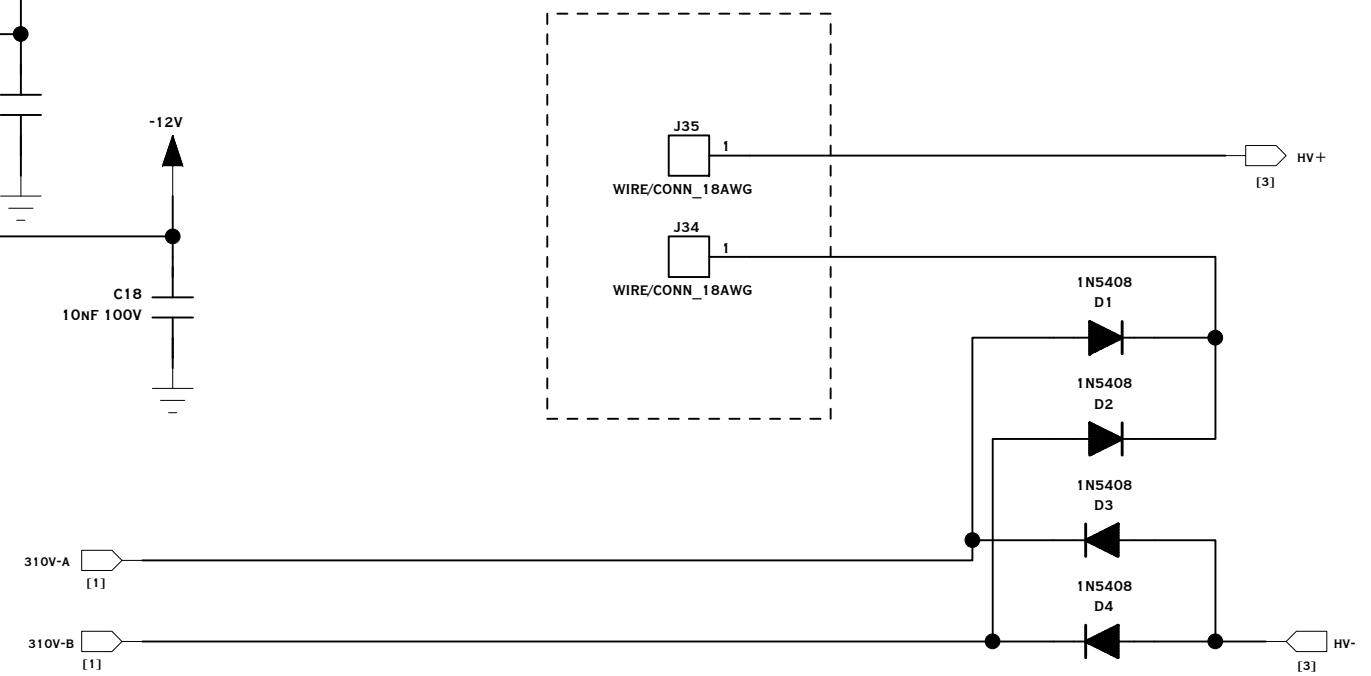 -12V
C18
10NF 100V
J35
1
WIRE/CONN_18AWG
J34
1
WIRE/CONN_18AWG
HV+
[3]
1N5408
D1
1N5408
D2
1N5408
D3
1N5408
D4
310V-A
[1]
310V-B
[1]
HV-
[3]